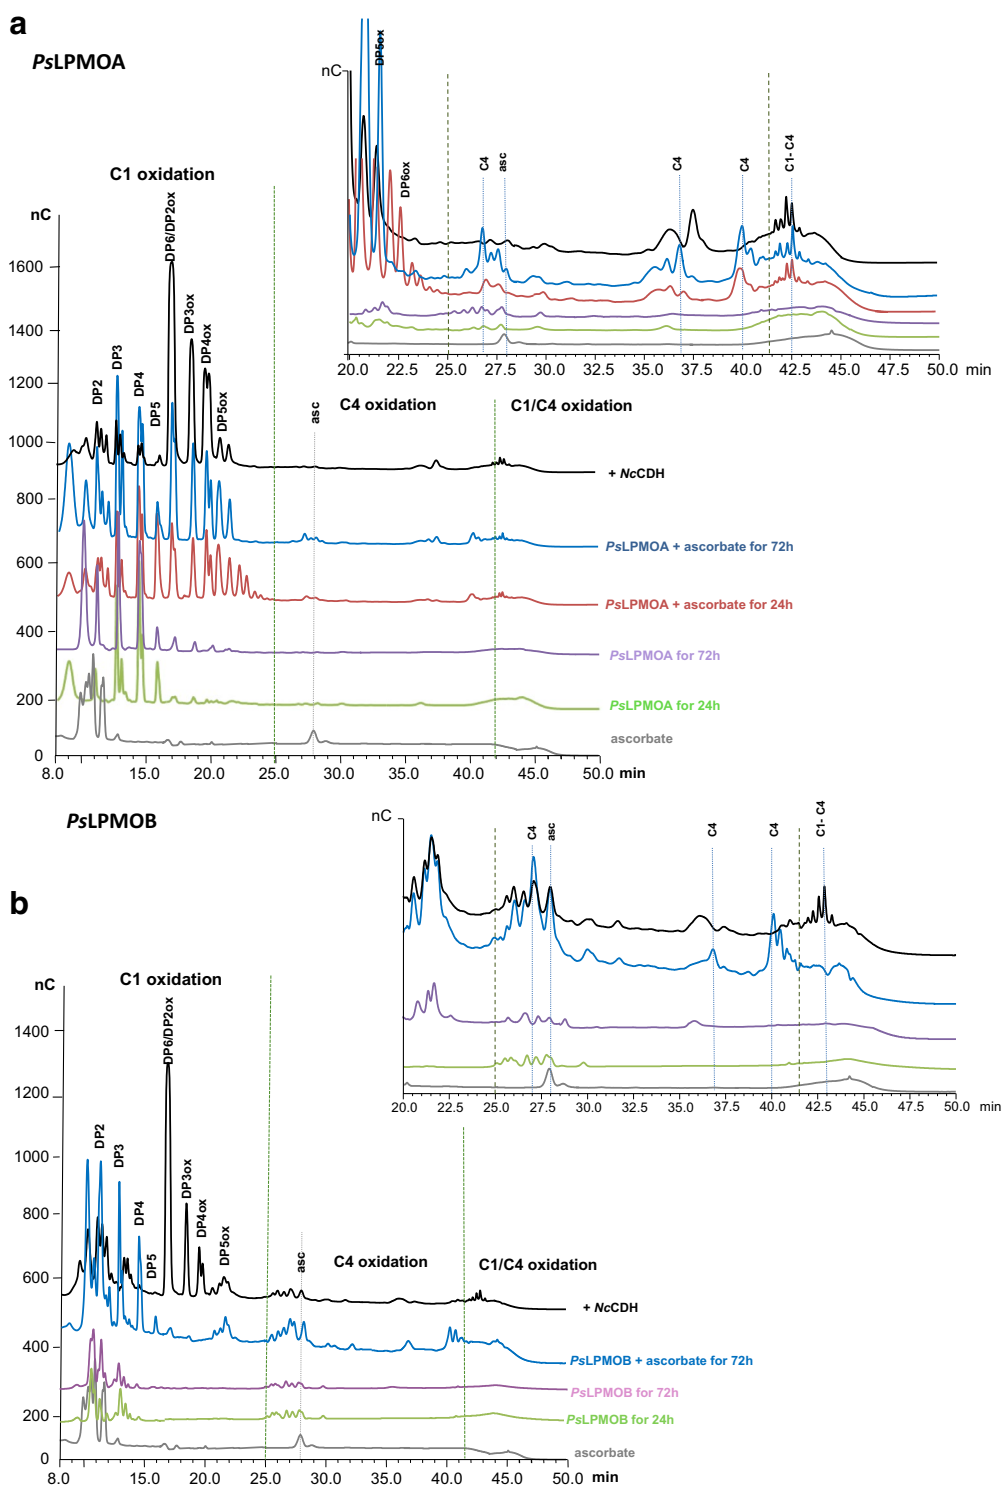 a
PsLPMOA
nC
DP5ox
DP6ox
C4
asc
C4
C4
C1- C4
20.0 22.5 25.0 27.5 30.0 32.5 35.0 37.5 40.0 42.5 45.0 50.0 min
C1 oxidation
nC
1600
1400
1200
1000
800
600
400
200
0
DP2
DP3
DP4
DP5
DP6/DP2ox
DP3ox
DP4ox
DP5ox
asc
C4 oxidation
C1/C4 oxidation
+ NcCDH
PsLPMOA + ascorbate for 72h
PsLPMOA + ascorbate for 24h
PsLPMOA for 72h
PsLPMOA for 24h
ascorbate
8.0 15.0 20.0 25.0 30.0 35.0 40.0 45.0 50.0 min
PsLPMOB
nC
C4
asc
C4
C4
C1- C4
20.0 22.5 25.0 27.5 30.0 32.5 35.0 37.5 40.0 42.5 45.0 47.5 50.0 min
b
C1 oxidation
nC
1400
1200
1000
800
600
400
200
0
DP2
DP3
DP4
DP5
DP6/DP2ox
DP3ox
DP4ox
DP5ox
asc
C4 oxidation
C1/C4 oxidation
+ NcCDH
PsLPMOB + ascorbate for 72h
PsLPMOB for 72h
PsLPMOB for 24h
ascorbate
8.0 15.0 20.0 25.0 30.0 35.0 40.0 45.0 50.0 min